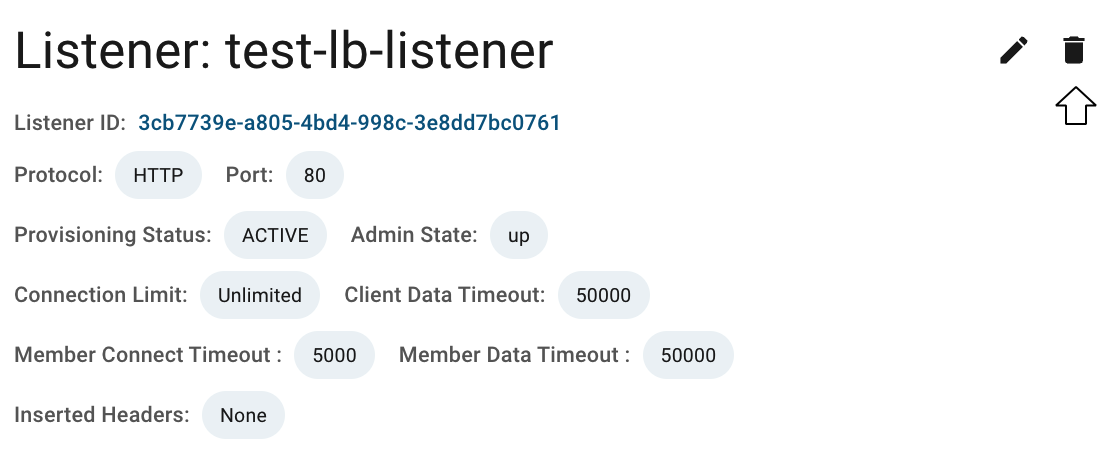 Listener: test-lb-listener
Listener ID: 3cb7739e-a805-4bd4-998c-3e8dd7bc0761
Protocol: HTTP Port: 80
Provisioning Status: ACTIVE Admin State: up
Connection Limit: Unlimited Client Data Timeout: 50000
Member Connect Timeout : 5000 Member Data Timeout : 50000
Inserted Headers: None